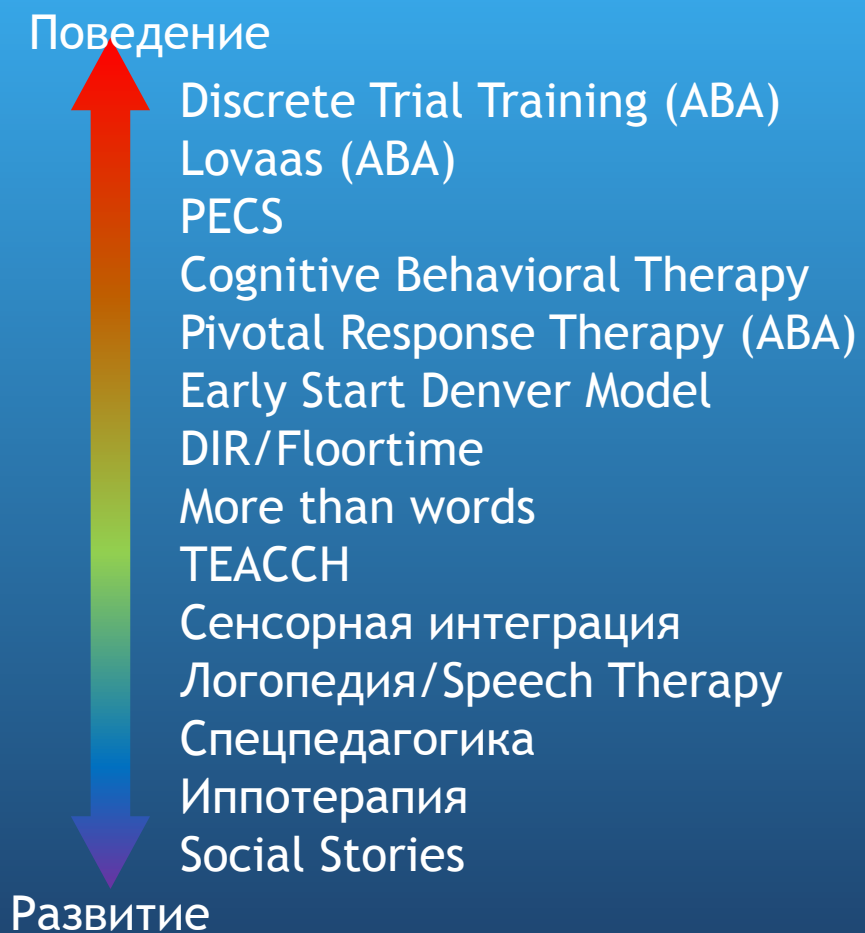 Поведение
Discrete Trial Training (ABA)
Lovaas (ABA)
PECS
Cognitive Behavioral Therapy
Pivotal Response Therapy (ABA)
Early Start Denver Model
DIR/Floortime
More than words
TEACCH
Сенсорная интеграция
Логопедия/Speech Therapy
Спецпедагогика
Иппотерапия
Social Stories
Развитие